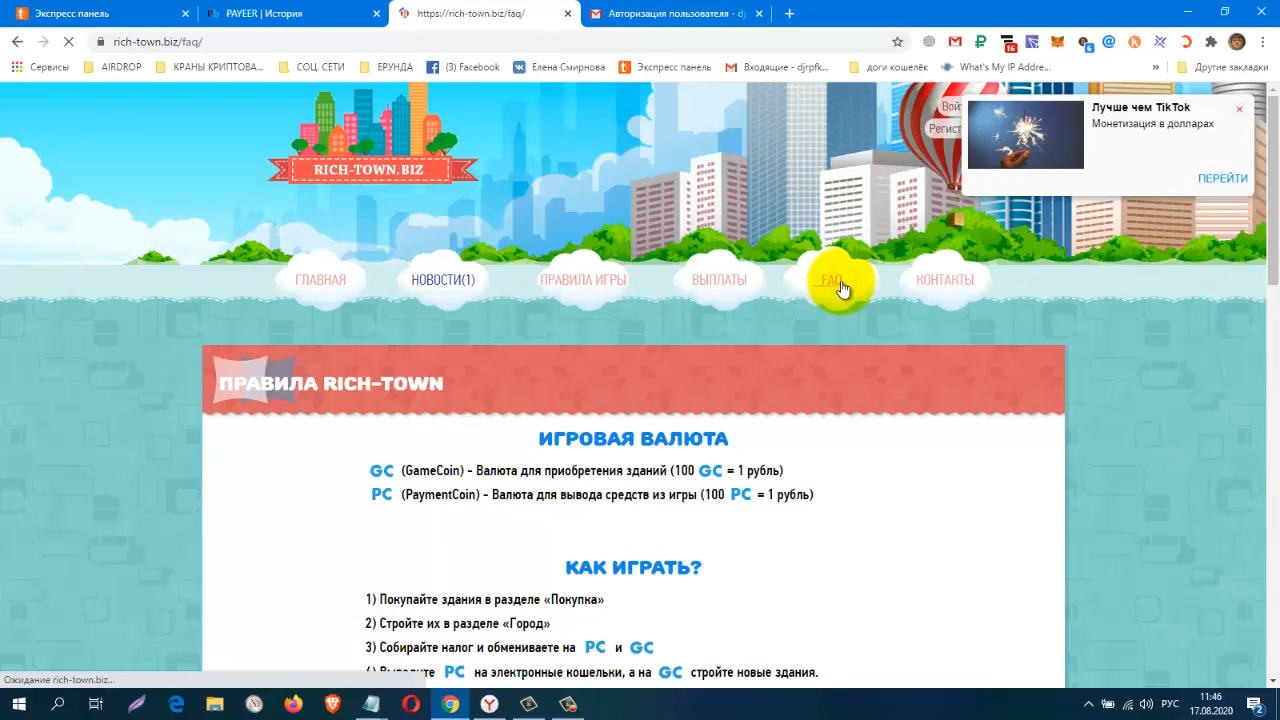 Экспресс панель
PAYEER | История
https://rich-town.biz/faq/
Авторизация пользователя - dj
rich-town.biz/faq/
16
6
Сервисы
AIRDROP
КРАНЫ КРИПТОВА...
СОЦ СЕТИ
ЕРУНДА
(3) Facebook
Елена Смирнова
Экспресс панель
Входящие - djrpfk...
доги кошелёк
What's My IP Addre...
»
Другие закладки
RICH-TOWN.BIZ
Лучше чем TikTok
Монетизация в долларах
ПЕРЕЙТИ
ГЛАВНАЯ
НОВОСТИ(1)
ПРАВИЛА ИГРЫ
ВЫПЛАТЫ
FAQ
КОНТАКТЫ
ПРАВИЛА RICH-TOWN
ИГРОВАЯ ВАЛЮТА
GC (GameCoin) - Валюта для приобретения зданий (100 GC = 1 рубль)
PC (PaymentCoin) - Валюта для вывода средств из игры (100 PC = 1 рубль)
КАК ИГРАТЬ?
1) Покупайте здания в разделе «Покупка»
2) Стройте их в разделе «Город»
3) Собирайте налог и обмениваете на PC и GC
PC на электронные кошельки, а на GC стройте новые здания.
Ожидание rich-town.biz...
РУС
11:46
17.08.2020
2